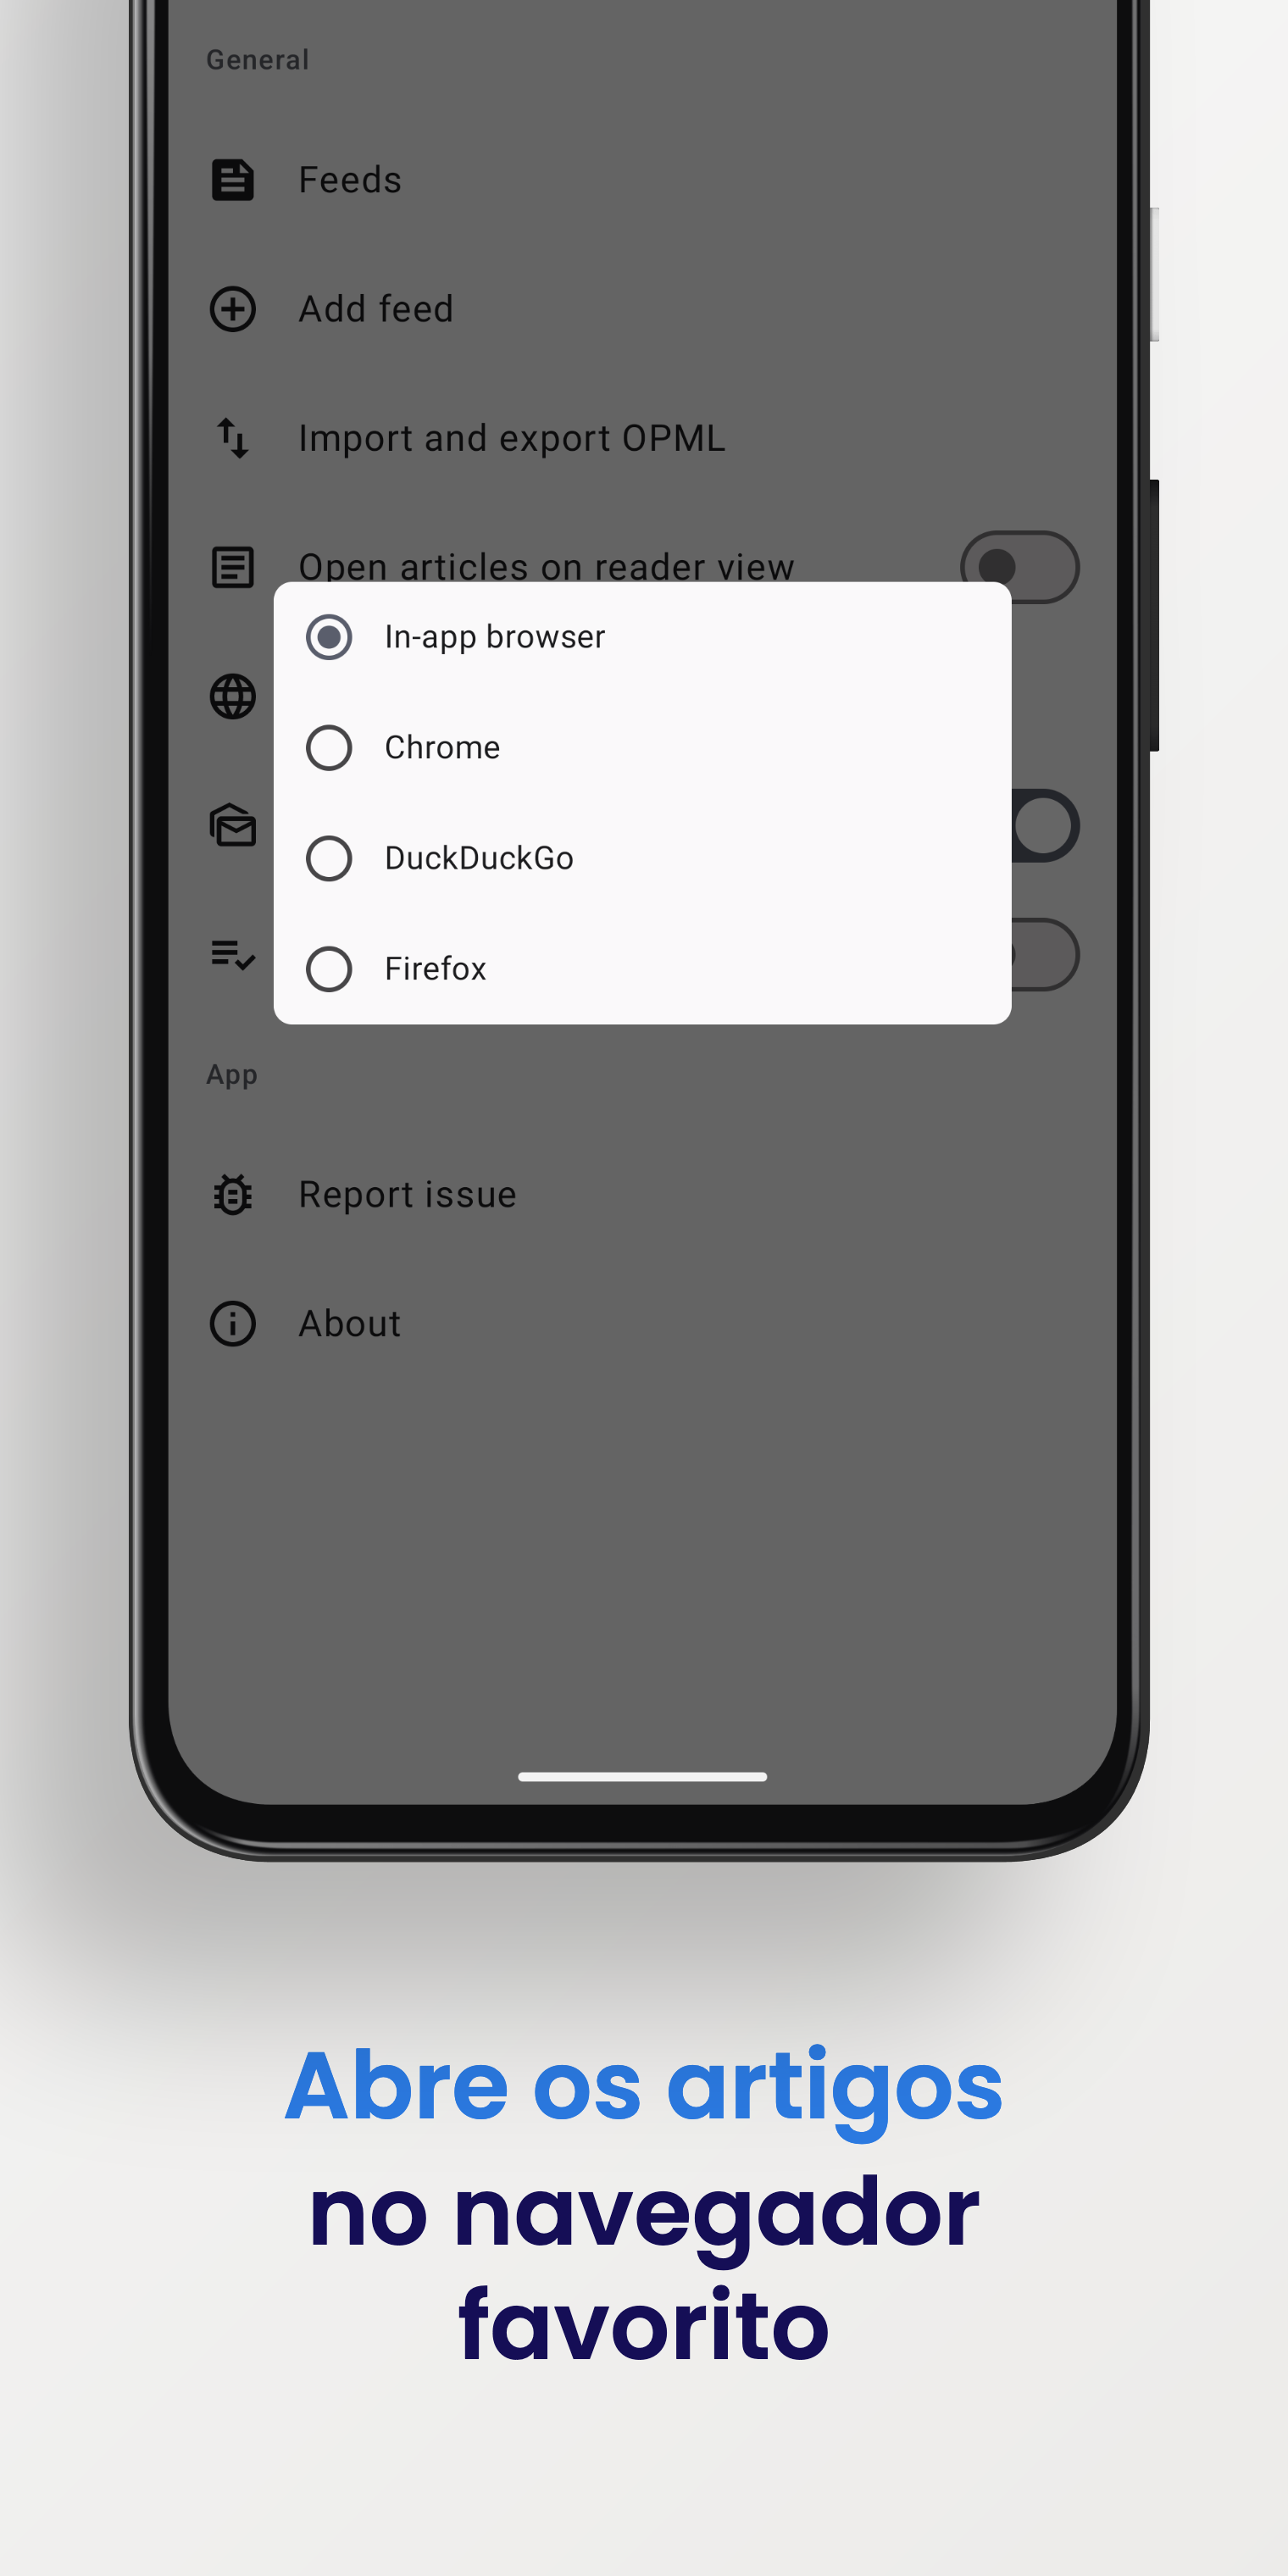 General
Feeds
Add feed
Import and export OPML
Open articles on reader view
In-app browser
Chrome
DuckDuckGo
Firefox
App
Report issue
About
Abre os artigos
no navegador
favorito